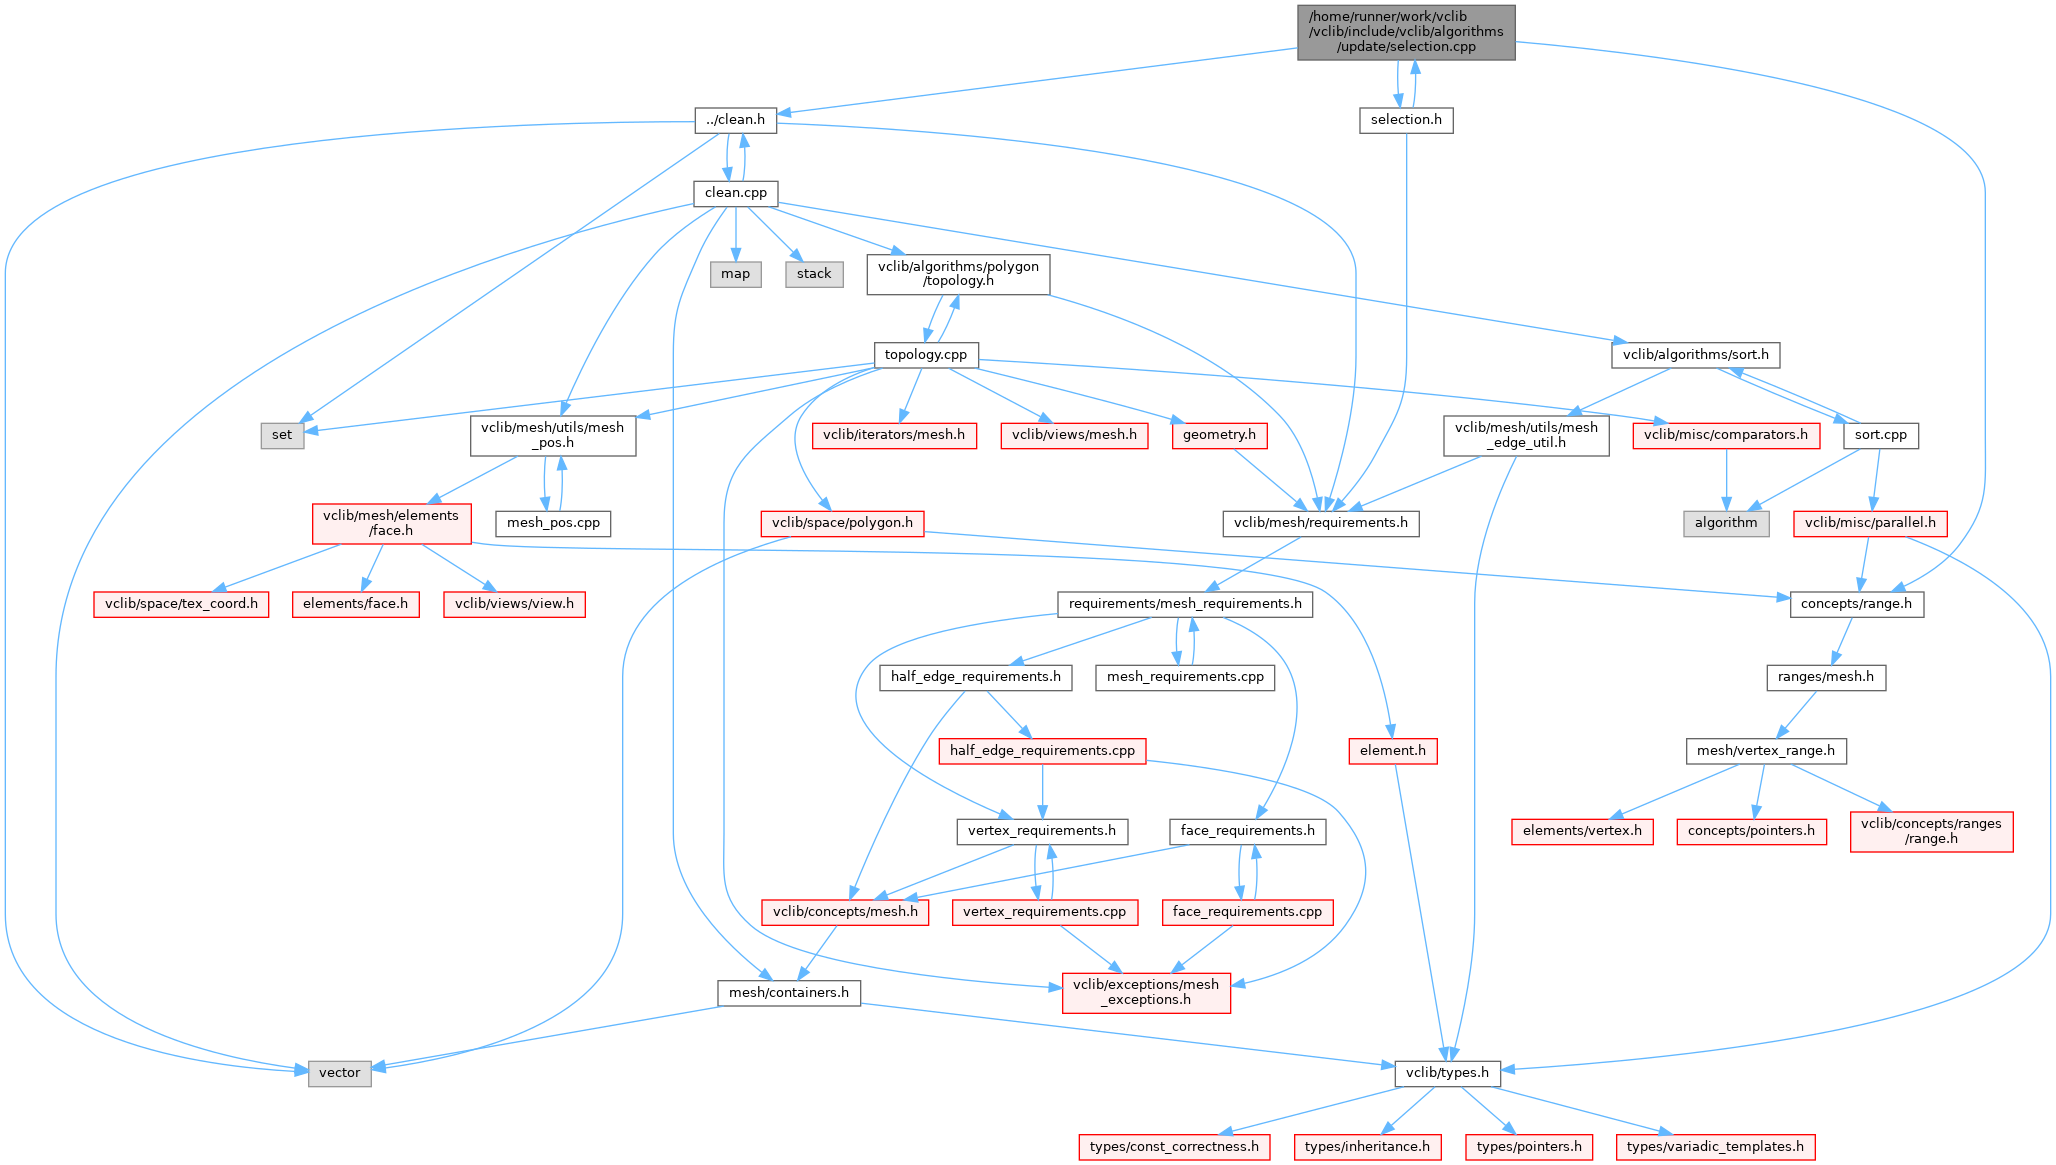 /home/runner/work/vclib
/vclib/include/vclib/algorithms
/update/selection.cpp
../clean.h
selection.h
clean.cpp
map
stack
vclib/algorithms/polygon
/topology.h
topology.cpp
vclib/algorithms/sort.h
set
vclib/mesh/utils/mesh
_pos.h
vclib/iterators/mesh.h
vclib/views/mesh.h
geometry.h
vclib/mesh/utils/mesh
_edge_util.h
vclib/misc/comparators.h
sort.cpp
vclib/mesh/elements
/face.h
mesh_pos.cpp
vclib/space/polygon.h
vclib/mesh/requirements.h
algorithm
vclib/misc/parallel.h
vclib/space/tex_coord.h
elements/face.h
vclib/views/view.h
requirements/mesh_requirements.h
concepts/range.h
half_edge_requirements.h
mesh_requirements.cpp
ranges/mesh.h
half_edge_requirements.cpp
element.h
mesh/vertex_range.h
vertex_requirements.h
face_requirements.h
elements/vertex.h
concepts/pointers.h
vclib/concepts/ranges
/range.h
vclib/concepts/mesh.h
vertex_requirements.cpp
face_requirements.cpp
mesh/containers.h
vclib/exceptions/mesh
_exceptions.h
vector
vclib/types.h
types/const_correctness.h
types/inheritance.h
types/pointers.h
types/variadic_templates.h